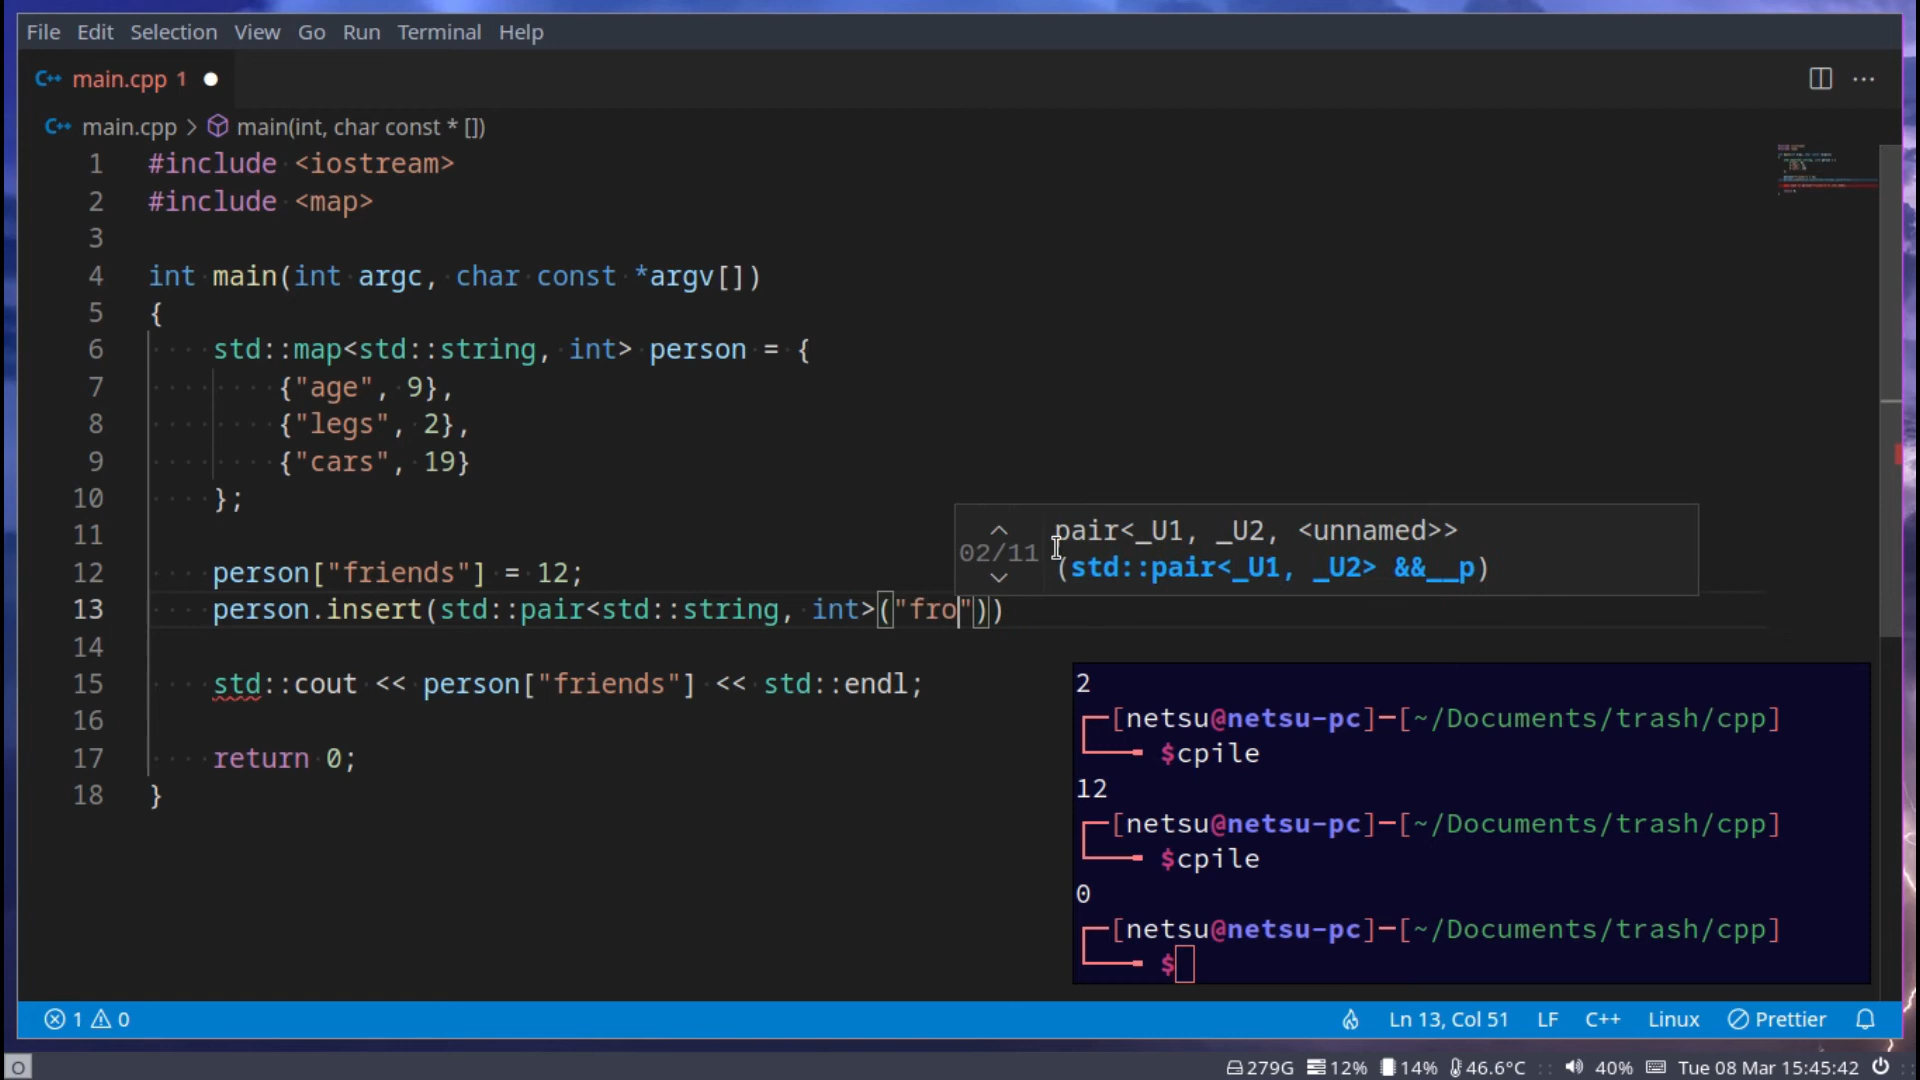 File Edit Selection View Go Run Terminal Help
C++ main.cpp 1
C++ main.cpp > main(int, char const * [])
1 #include <iostream>
2 #include <map>
3
4 int main(int argc, char const *argv[])
5 {
6 std::map<std::string, int> person = {
7 {"age", 9},
8 {"legs", 2},
9 {"cars", 19}
10 };
11
12 person["friends"] = 12;
13 person.insert(std::pair<std::string, int>("fro"))
14
15 std::cout << person["friends"] << std::endl;
16
17 return 0;
18 }
02/11
pair<_U1, _U2, <unnamed>>
(std::pair<_U1, _U2> &&__p)
2
[netsu@netsu-pc]-[~/Documents/trash/cpp]
$cpile
12
[netsu@netsu-pc]-[~/Documents/trash/cpp]
$cpile
0
[netsu@netsu-pc]-[~/Documents/trash/cpp]
$
1 0
Ln 13, Col 51 LF C++ Linux Prettier
279G 12% 14% 46.6°C :: 40% Tue 08 Mar 15:45:42